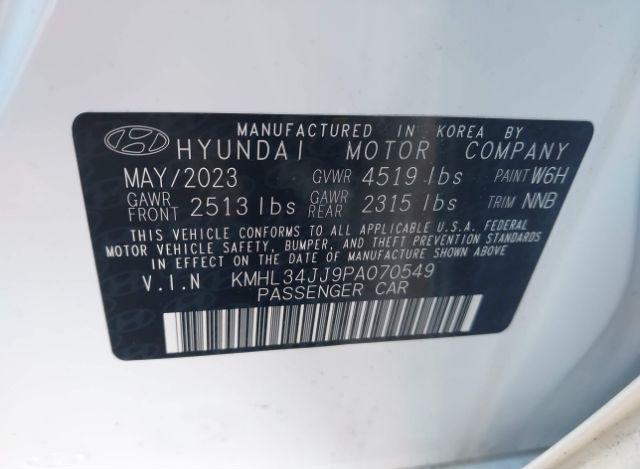 MANUFACTURED IN KOREA BY
HYUNDAI MOTOR COMPANY
MAY/2023 GVWR 4519 lbs PAINT W6H
GAWR FRONT 2513 lbs GAWR REAR 2315 lbs TRIM NNB
THIS VEHICLE CONFORMS TO ALL APPLICABLE U.S.A. FEDERAL
MOTOR VEHICLE SAFETY, BUMPER, AND THEFT PREVENTION STANDARDS
IN EFFECT ON THE DATE OF MANUFACTURE SHOWN ABOVE.
V.I.N KMHL34JJ9PA070549
PASSENGER CAR